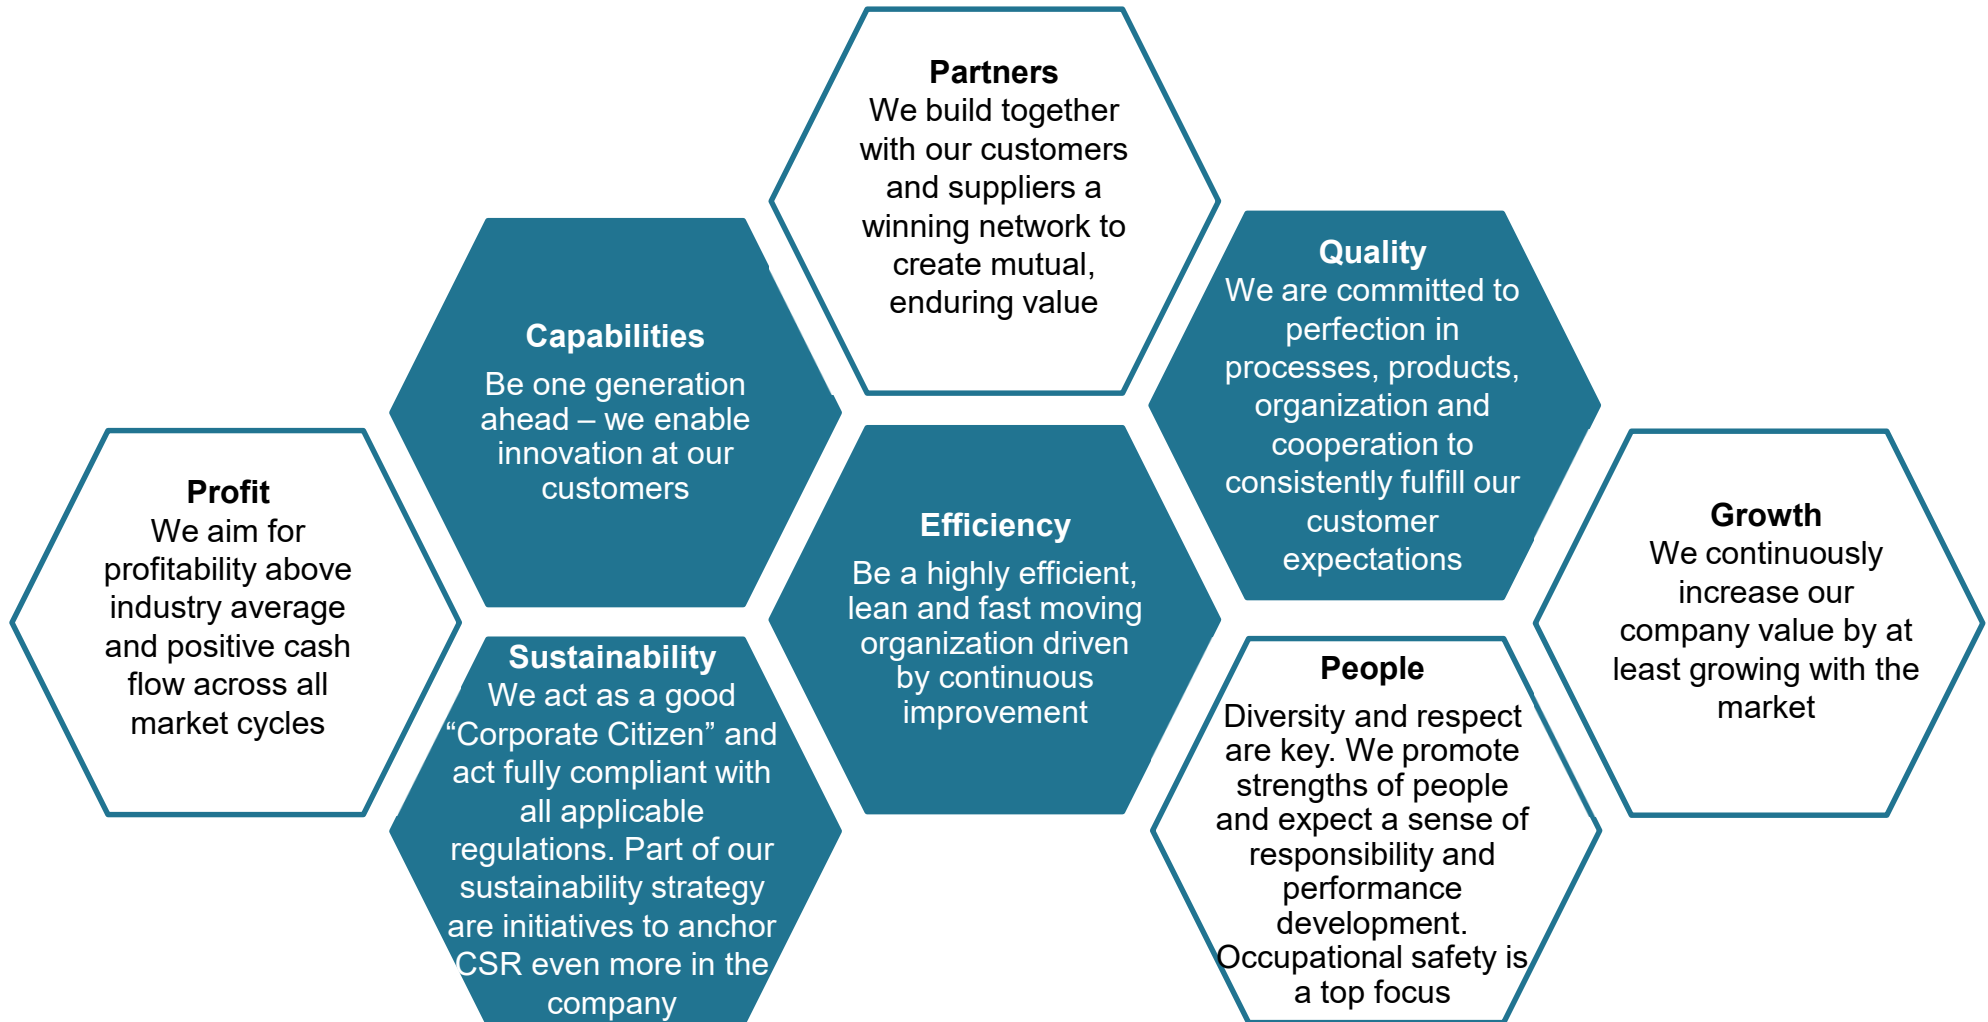 Partners
We build together
with our customers
and suppliers a
winning network to
create mutual,
enduring value
Capabilities
Be one generation
ahead – we enable
innovation at our
customers
Quality
We are committed to
perfection in
processes, products,
organization and
cooperation to
consistently fulfill our
customer
expectations
Profit
We aim for
profitability above
industry average
and positive cash
flow across all
market cycles
Efficiency
Be a highly efficient,
lean and fast moving
organization driven
by continuous
improvement
Growth
We continuously
increase our
company value by at
least growing with the
market
Sustainability
We act as a good
“Corporate Citizen” and
act fully compliant with
all applicable
regulations. Part of our
sustainability strategy
are initiatives to anchor
CSR even more in the
company
People
Diversity and respect
are key. We promote
strengths of people
and expect a sense of
responsibility and
performance
development.
Occupational safety is
a top focus